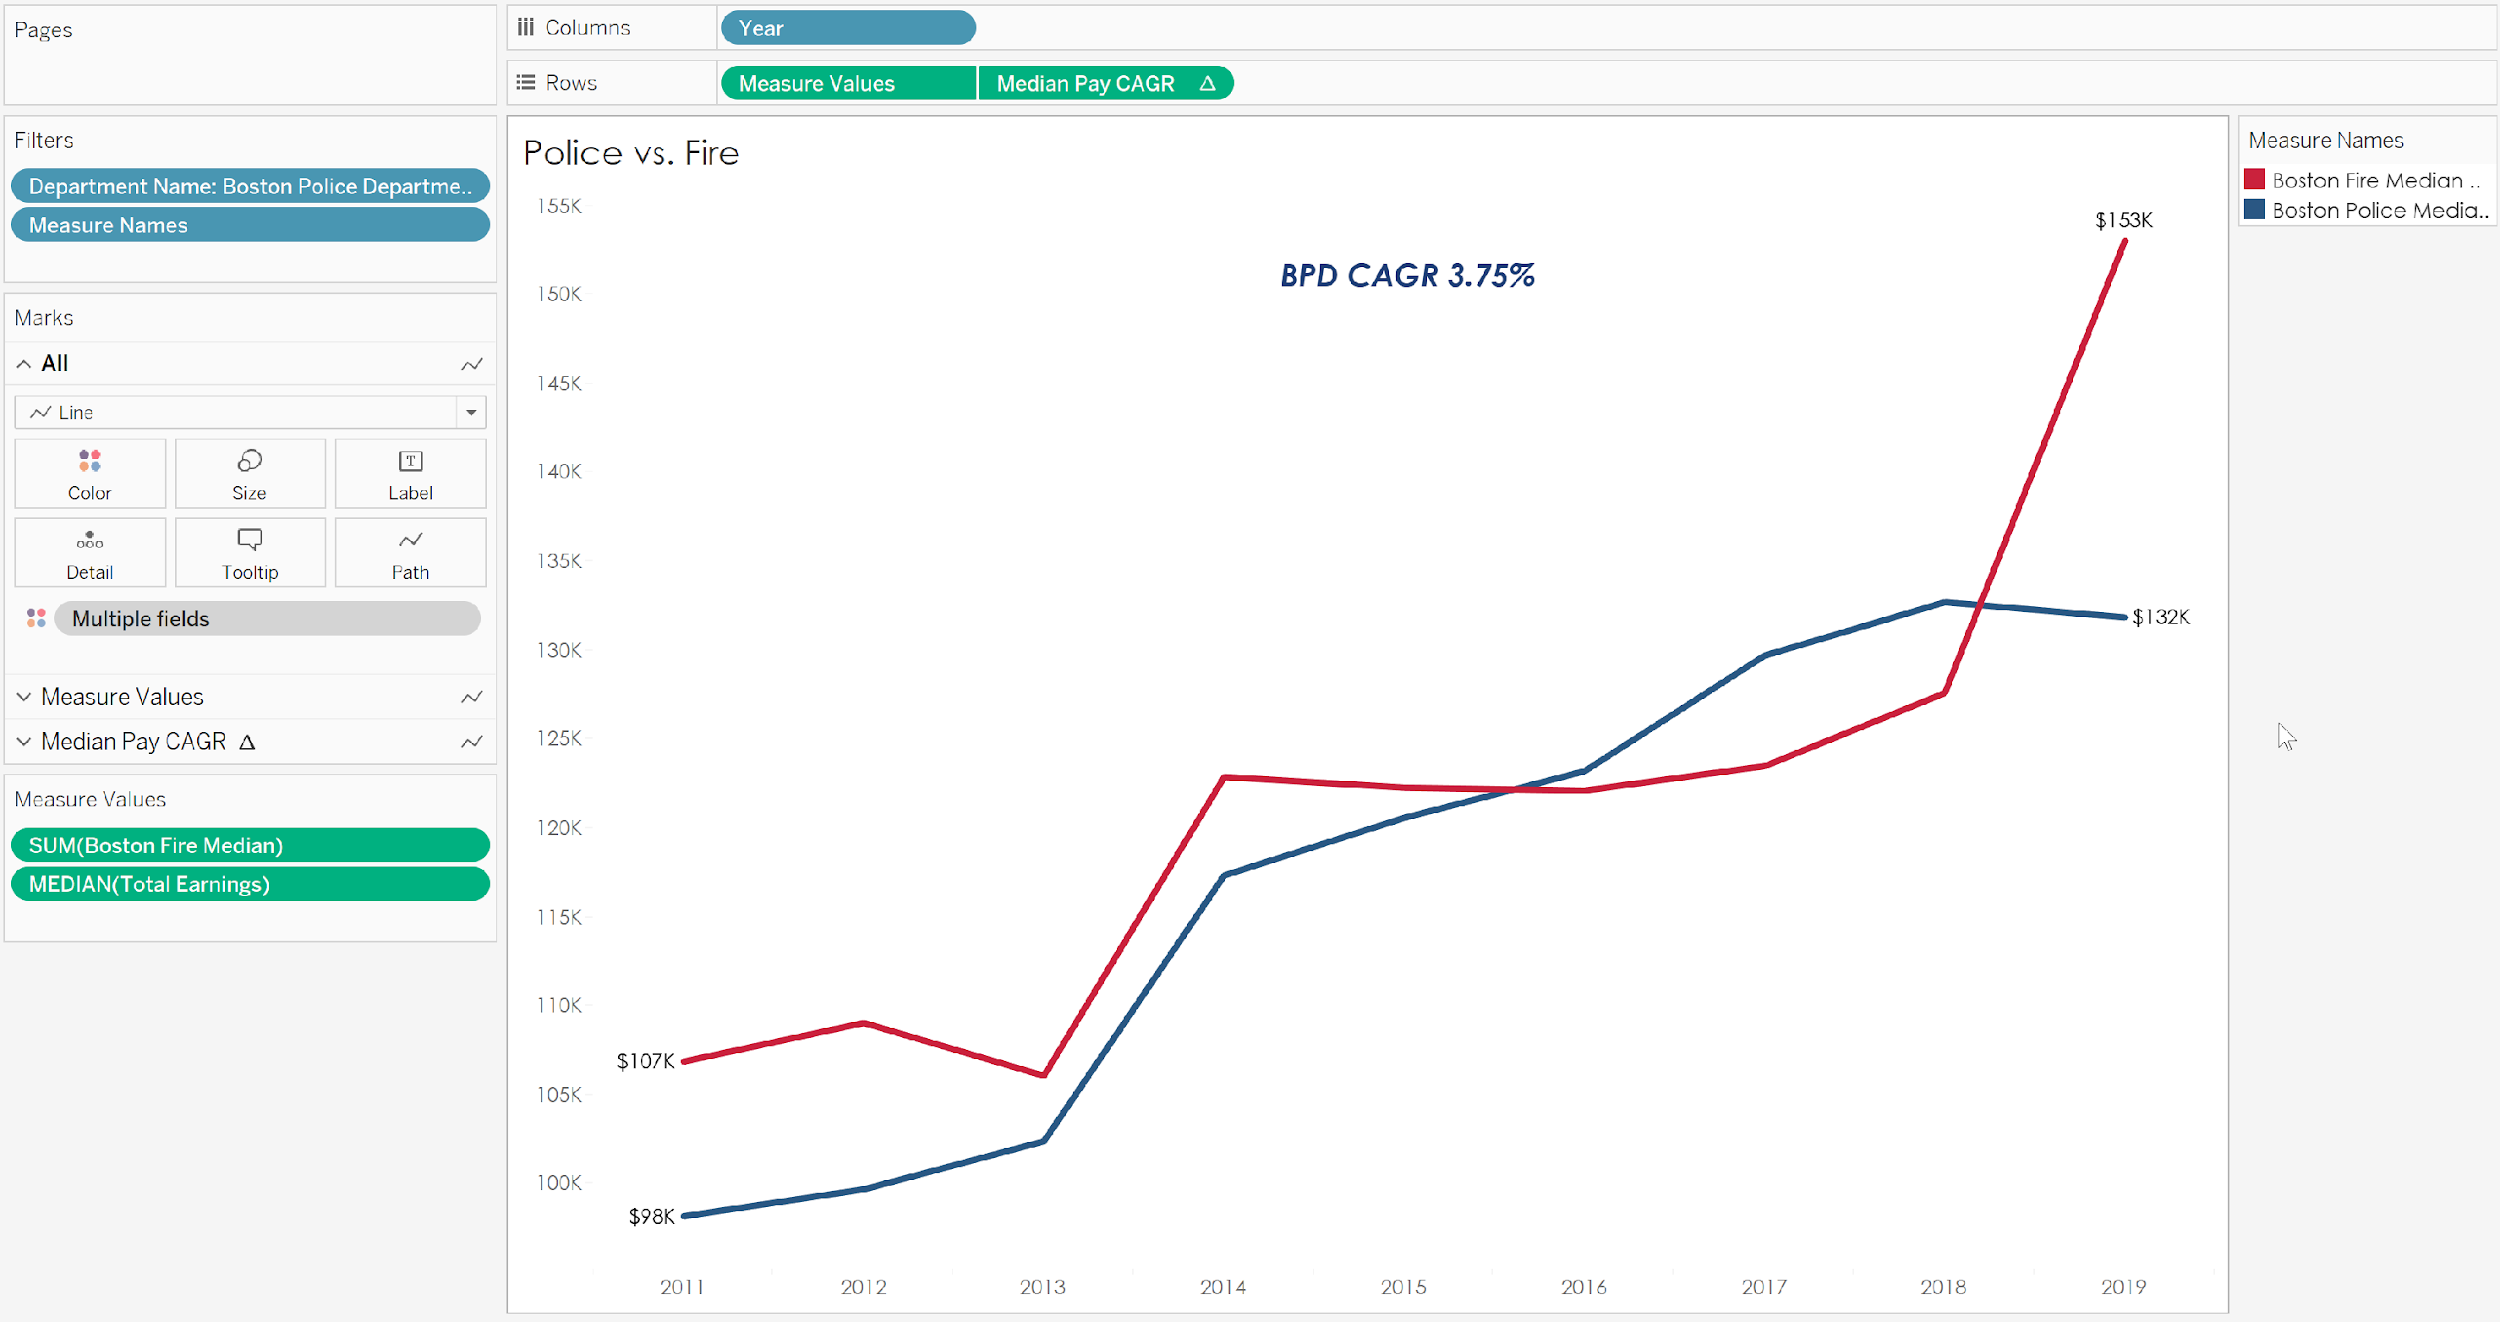 Pages
Columns
Year
Rows
Measure Values
Median Pay CAGR
Filters
Department Name: Boston Police Departme..
Measure Names
Marks
All
Line
Color
Size
Label
Detail
Tooltip
Path
Multiple fields
Measure Values
Median Pay CAGR
Measure Values
SUM(Boston Fire Median)
MEDIAN(Total Earnings)
Police vs. Fire
155K
150K
145K
140K
135K
130K
125K
120K
115K
110K
105K
100K
BPD CAGR 3.75%
$153K
$132K
$107K
$98K
2011
2012
2013
2014
2015
2016
2017
2018
2019
Measure Names
Boston Fire Median ..
Boston Police Media..